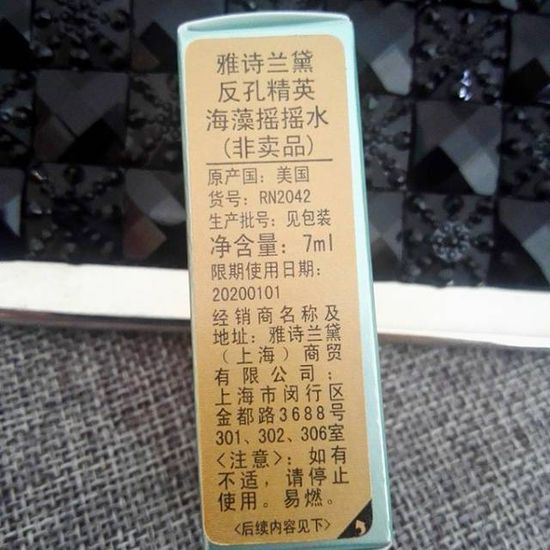 雅诗兰黛
反孔精英
海藻摇摇水
(非卖品)
原产国：美国
货号：RN2042
生产批号：见包装
净含量：7ml
限期使用日期：
20200101
经销商名称及
地址：雅诗兰黛
（上海）商贸
有限公司；
上海市闵行区
金都路3688号
301、302、306室
<注意>：如有
不适，请停止
使用。易燃。
<后续内容见下>